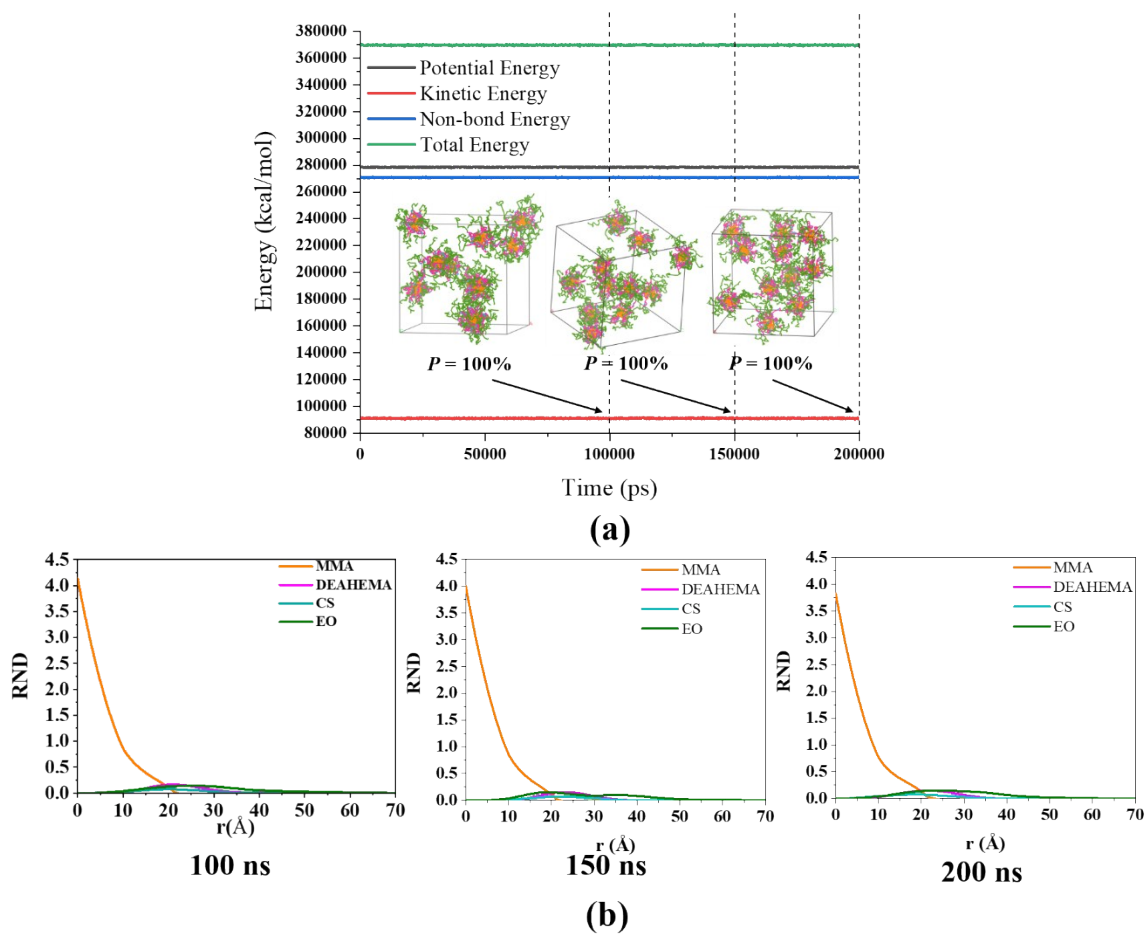 380000
360000
340000
320000
300000
280000
260000
240000
220000
200000
180000
160000
140000
120000
100000
80000
Energy (kcal/mol)
Potential Energy
Kinetic Energy
Non-bond Energy
Total Energy
P = 100%
P = 100%
P = 100%
0
50000
100000
150000
200000
Time (ps)
(a)
4.5
4.0
3.5
3.0
2.5
2.0
1.5
1.0
0.5
0.0
RND
MMA
DEAHEMA
CS
EO
0
10
20
30
40
50
60
70
r(Å)
100 ns
4.5
4.0
3.5
3.0
2.5
2.0
1.5
1.0
0.5
0.0
RND
MMA
DEAHEMA
CS
EO
0
10
20
30
40
50
60
70
r (Å)
150 ns
4.5
4.0
3.5
3.0
2.5
2.0
1.5
1.0
0.5
0.0
RND
MMA
DEAHEMA
CS
EO
0
10
20
30
40
50
60
70
r (Å)
200 ns
(b)